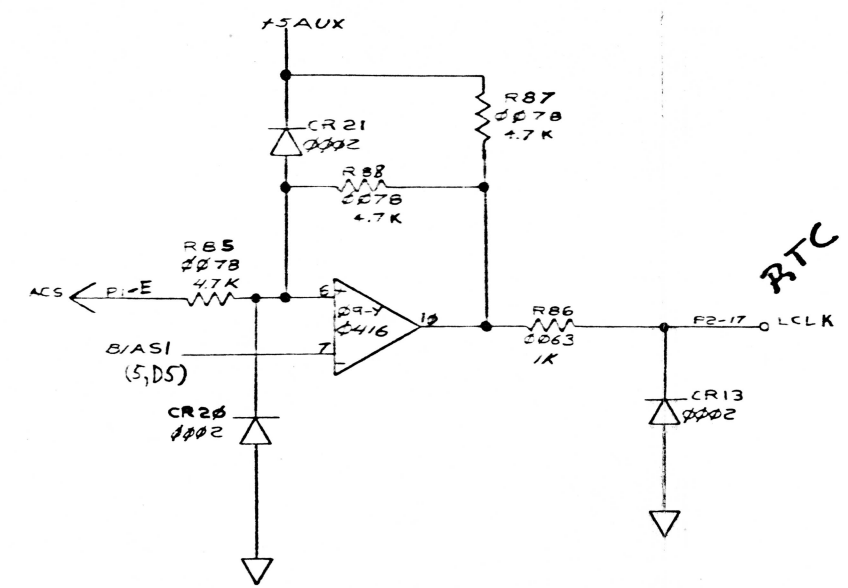 +5AUX
R87
ØØ78
4.7K
CR21
ØØØ2
R88
ØØ78
4.7K
R85
ØØ78
4.7K
ACS
P1-E
6
+
Ø9-Y
Ø416
1Ø
7
-
BIAS1
(5,D5)
R86
ØØ63
1K
RTC
P2-17
LCLK
CR2Ø
ØØØ2
CR13
ØØØ2